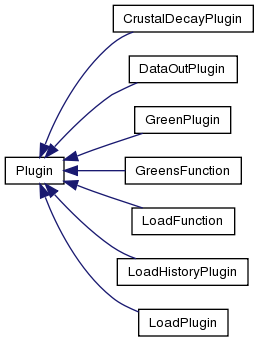 CrustalDecayPlugin
DataOutPlugin
GreenPlugin
Plugin
GreensFunction
LoadFunction
LoadHistoryPlugin
LoadPlugin